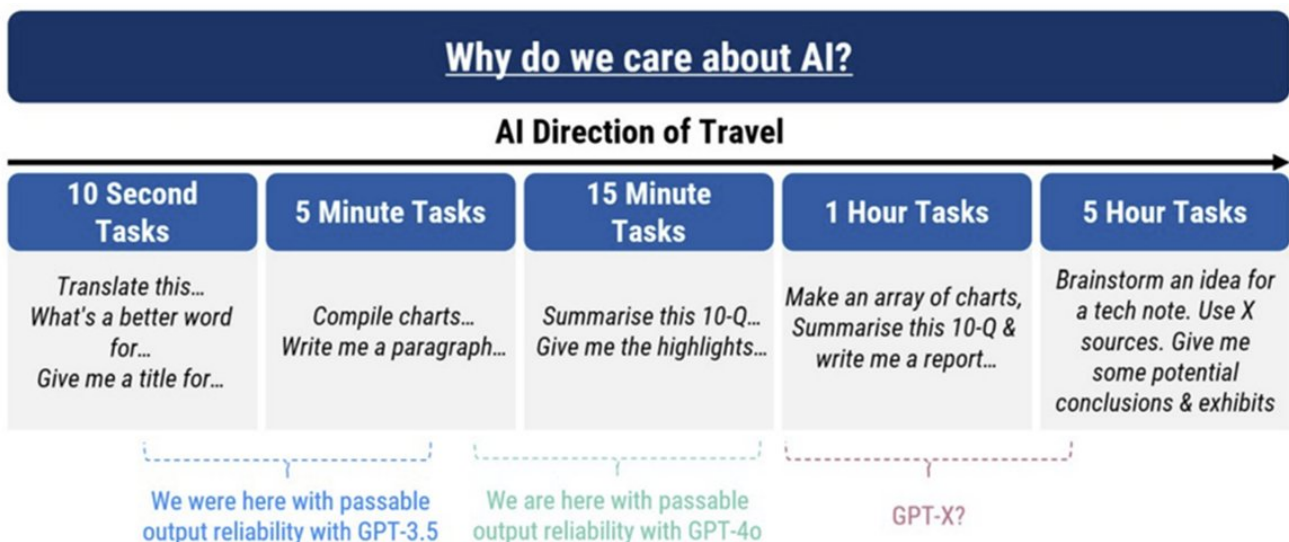 Why do we care about AI?
AI Direction of Travel
10 Second
Tasks
Translate this…
What's a better word
for…
Give me a title for…
5 Minute Tasks
Compile charts…
Write me a paragraph…
15 Minute
Tasks
Summarise this 10-Q…
Give me the highlights…
1 Hour Tasks
Make an array of charts,
Summarise this 10-Q &
write me a report…
5 Hour Tasks
Brainstorm an idea for
a tech note. Use X
sources. Give me
some potential
conclusions & exhibits
We were here with passable
output reliability with GPT-3.5
We are here with passable
output reliability with GPT-4o
GPT-X?